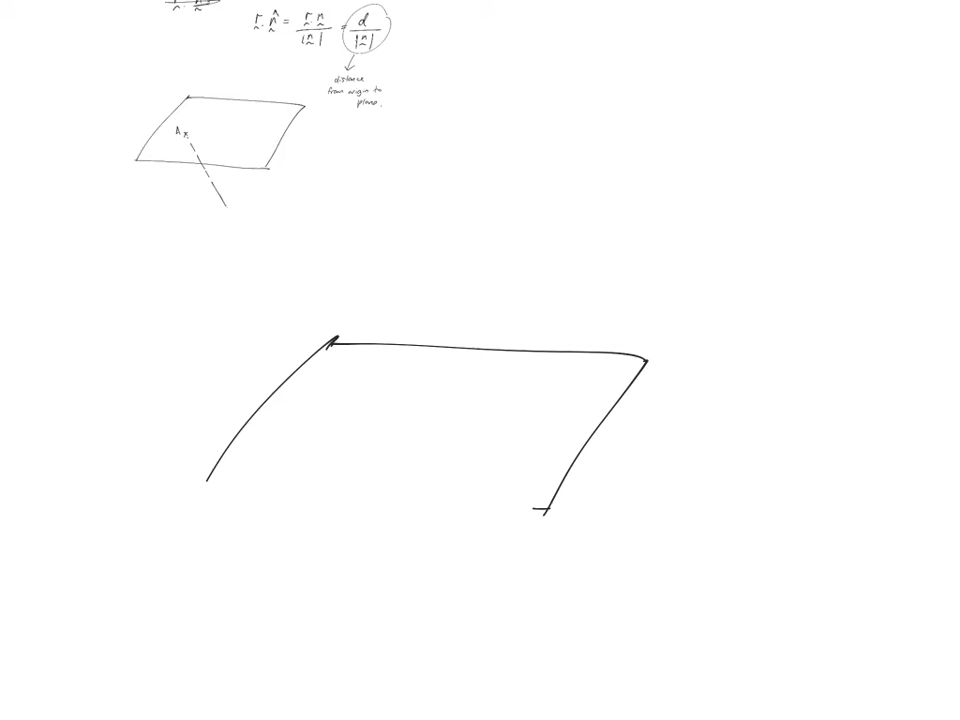 r . n̂ = r . n / |n| = d / |n|
distance
from origin to
plane.
A